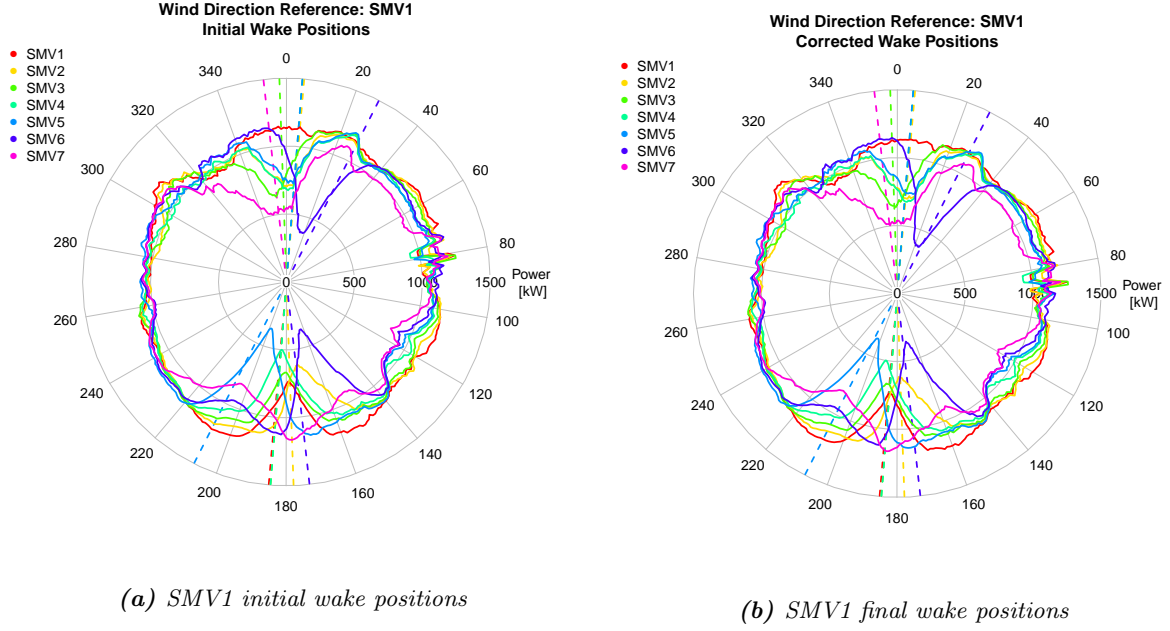 Wind Direction Reference: SMV1
Initial Wake Positions
SMV1
SMV2
SMV3
SMV4
SMV5
SMV6
SMV7
0
20
40
60
80
100
120
140
160
180
200
220
240
260
280
300
320
340
0
500
1000
1500
Power
[kW]
(a) SMV1 initial wake positions
Wind Direction Reference: SMV1
Corrected Wake Positions
SMV1
SMV2
SMV3
SMV4
SMV5
SMV6
SMV7
0
20
40
60
80
100
120
140
160
180
200
220
240
260
280
300
320
340
0
500
1000
1500
Power
[kW]
(b) SMV1 final wake positions